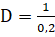 D = 1/0,2